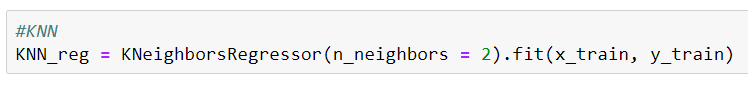 #KNN
KNN_reg = KNeighborsRegressor(n_neighbors = 2).fit(x_train, y_train)